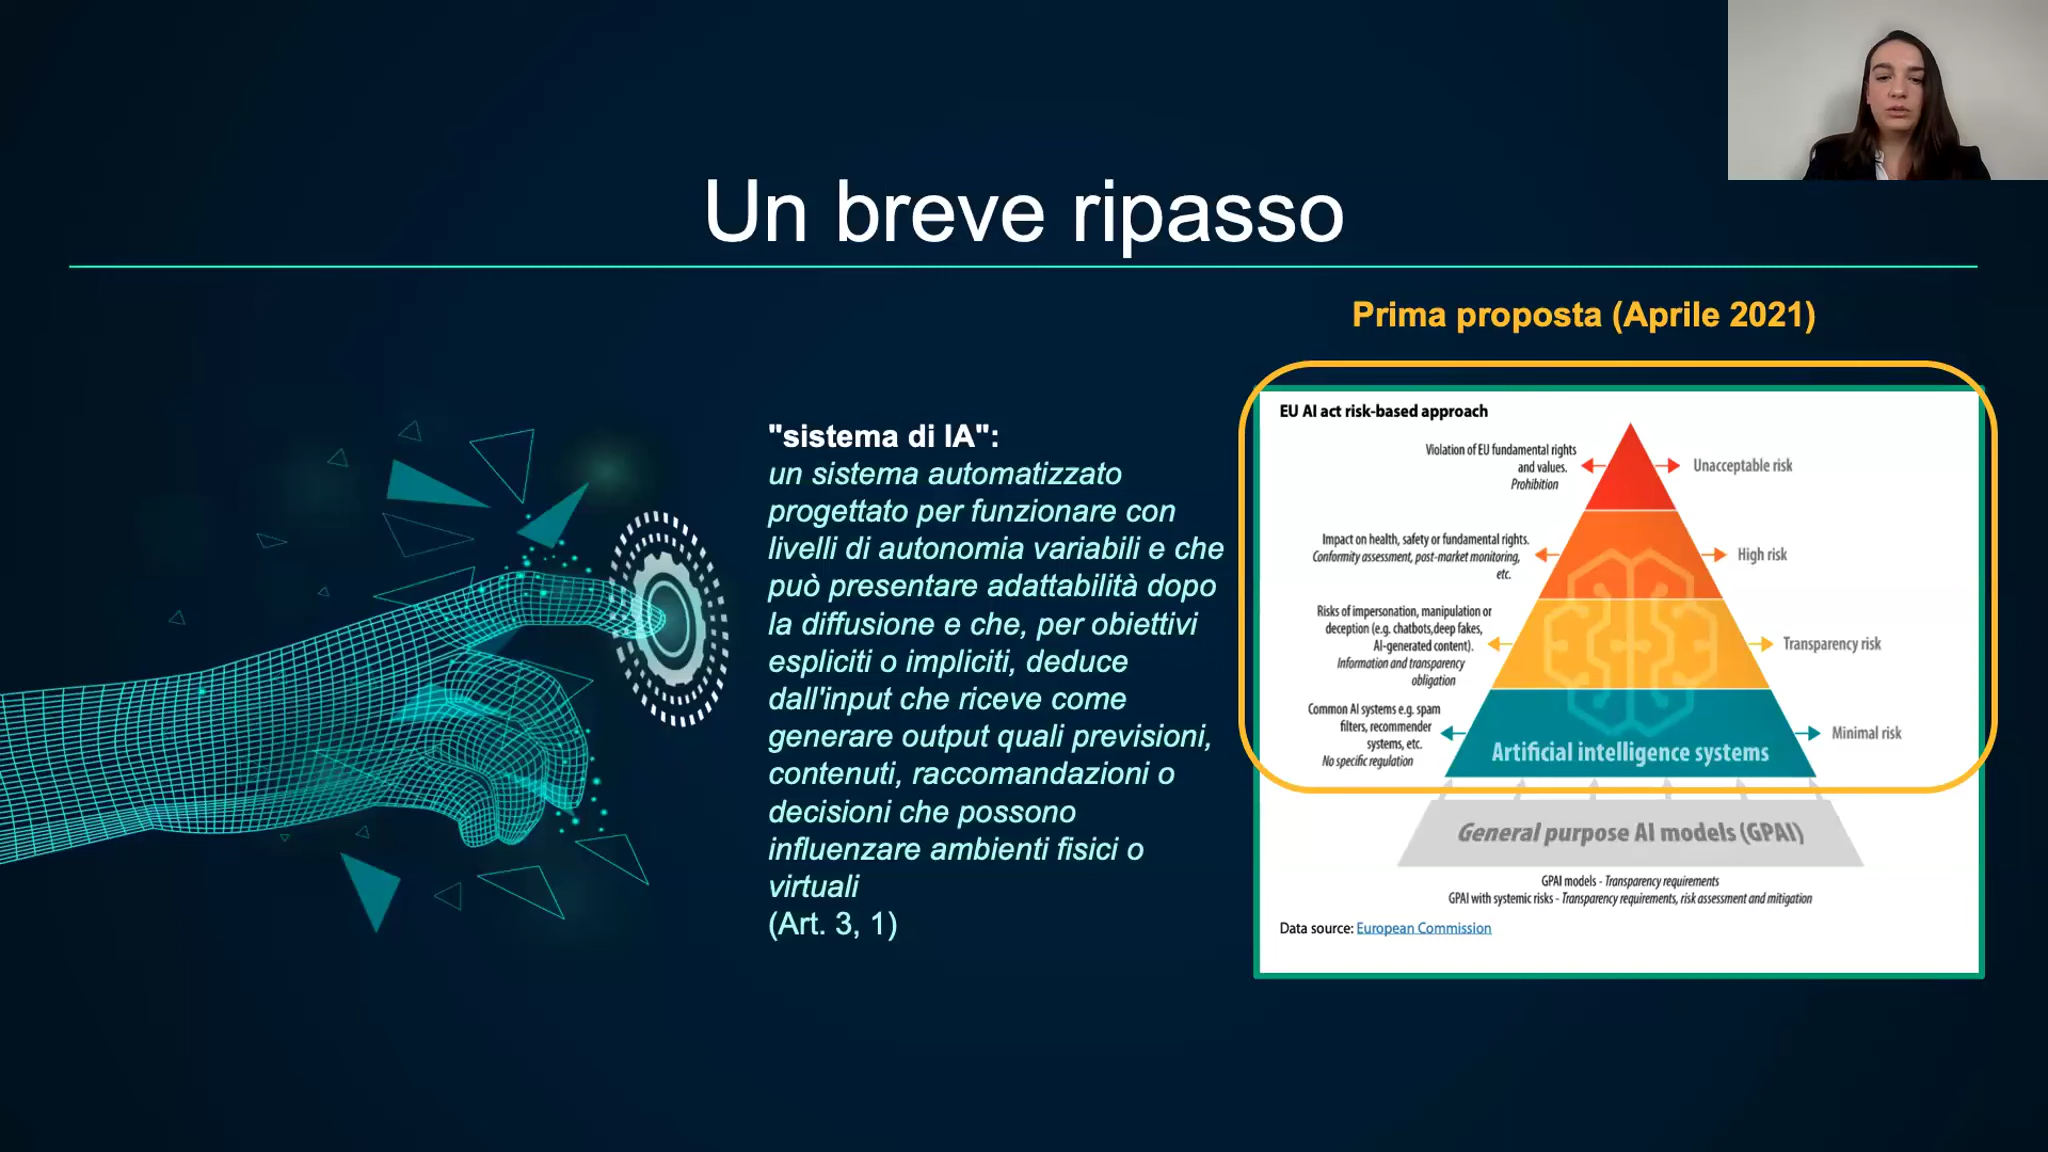 Un breve ripasso
"sistema di IA":
un sistema automatizzato
progettato per funzionare con
livelli di autonomia variabili e che
può presentare adattabilità dopo
la diffusione e che, per obiettivi
espliciti o impliciti, deduce
dall'input che riceve come
generare output quali previsioni,
contenuti, raccomandazioni o
decisioni che possono
influenzare ambienti fisici o
virtuali
(Art. 3, 1)
Prima proposta (Aprile 2021)
EU AI act risk-based approach
Violation of EU fundamental rights
and values.
Prohibition
Unacceptable risk
Impact on health, safety or fundamental rights.
Conformity assessment, post-market monitoring,
etc.
High risk
Risks of impersonation, manipulation or
deception (e.g. chatbots,deep fakes,
AI-generated content).
Information and transparency
obligation
Transparency risk
Common AI systems e.g. spam
filters, recommender
systems, etc.
No specific regulation
Minimal risk
Artificial intelligence systems
General purpose AI models (GPAI)
GPAI models - Transparency requirements
GPAI with systemic risks - Transparency requirements, risk assessment and mitigation
Data source: European Commission